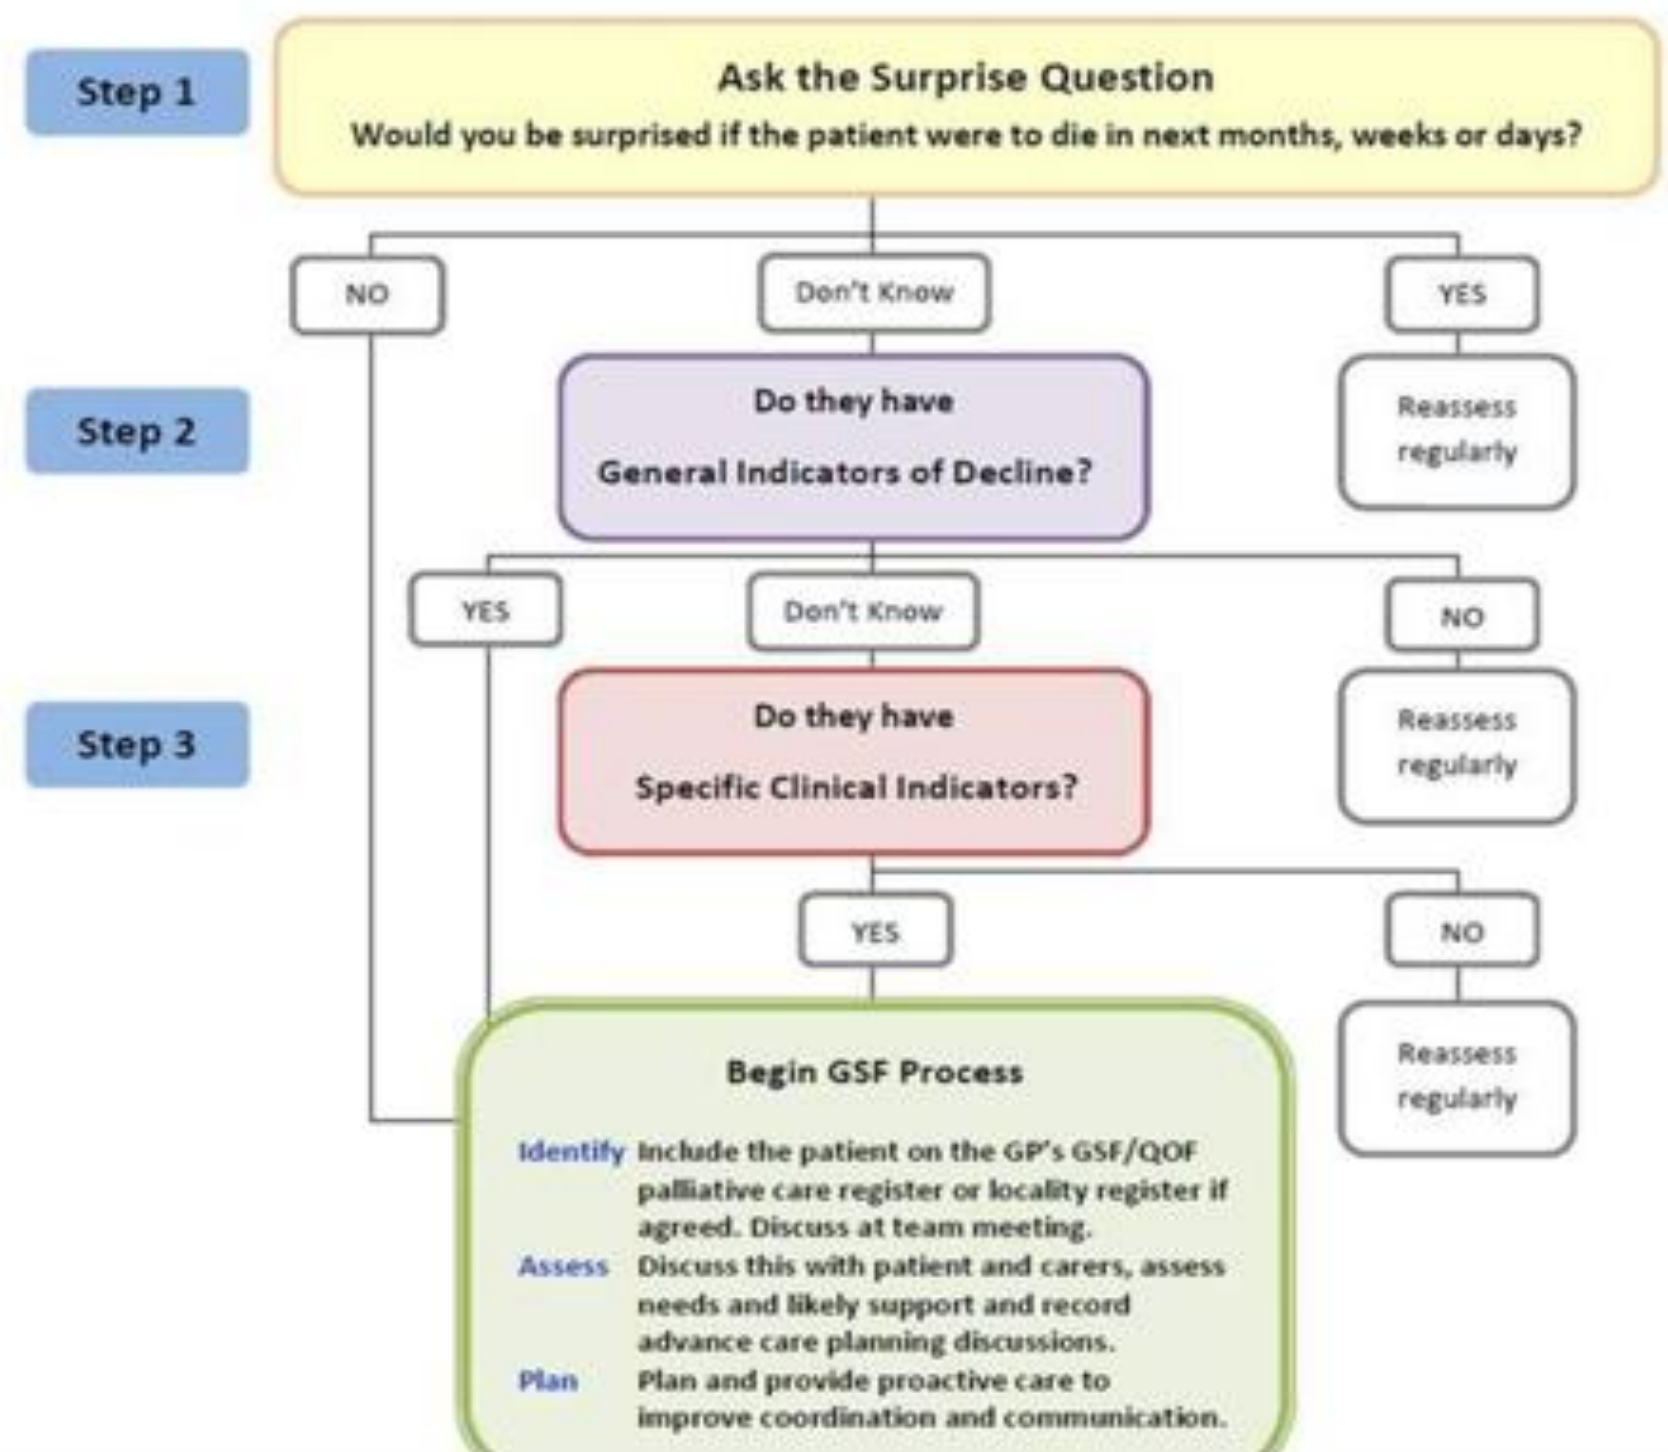 Step 1
Ask the Surprise Question
Would you be surprised if the patient were to die in next months, weeks or days?
NO
Don't Know
YES
Step 2
Do they have
General Indicators of Decline?
Reassess
regularly
YES
Don't Know
NO
Step 3
Do they have
Specific Clinical Indicators?
Reassess
regularly
YES
NO
Reassess
regularly
Begin GSF Process
Identify Include the patient on the GP's GSF/QOF
palliative care register or locality register if
agreed. Discuss at team meeting.
Assess Discuss this with patient and carers, assess
needs and likely support and record
advance care planning discussions.
Plan Plan and provide proactive care to
improve coordination and communication.